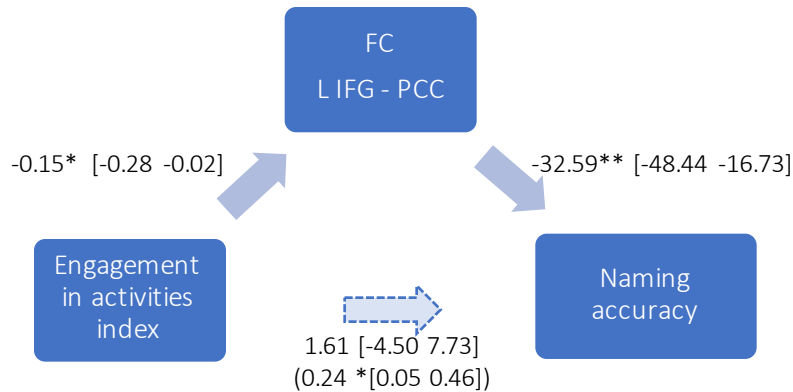 FC
L IFG - PCC
-0.15* [-0.28 -0.02]
-32.59** [-48.44 -16.73]
Engagement
in activities
index
Naming
accuracy
1.61 [-4.50 7.73]
(0.24 *[0.05 0.46])